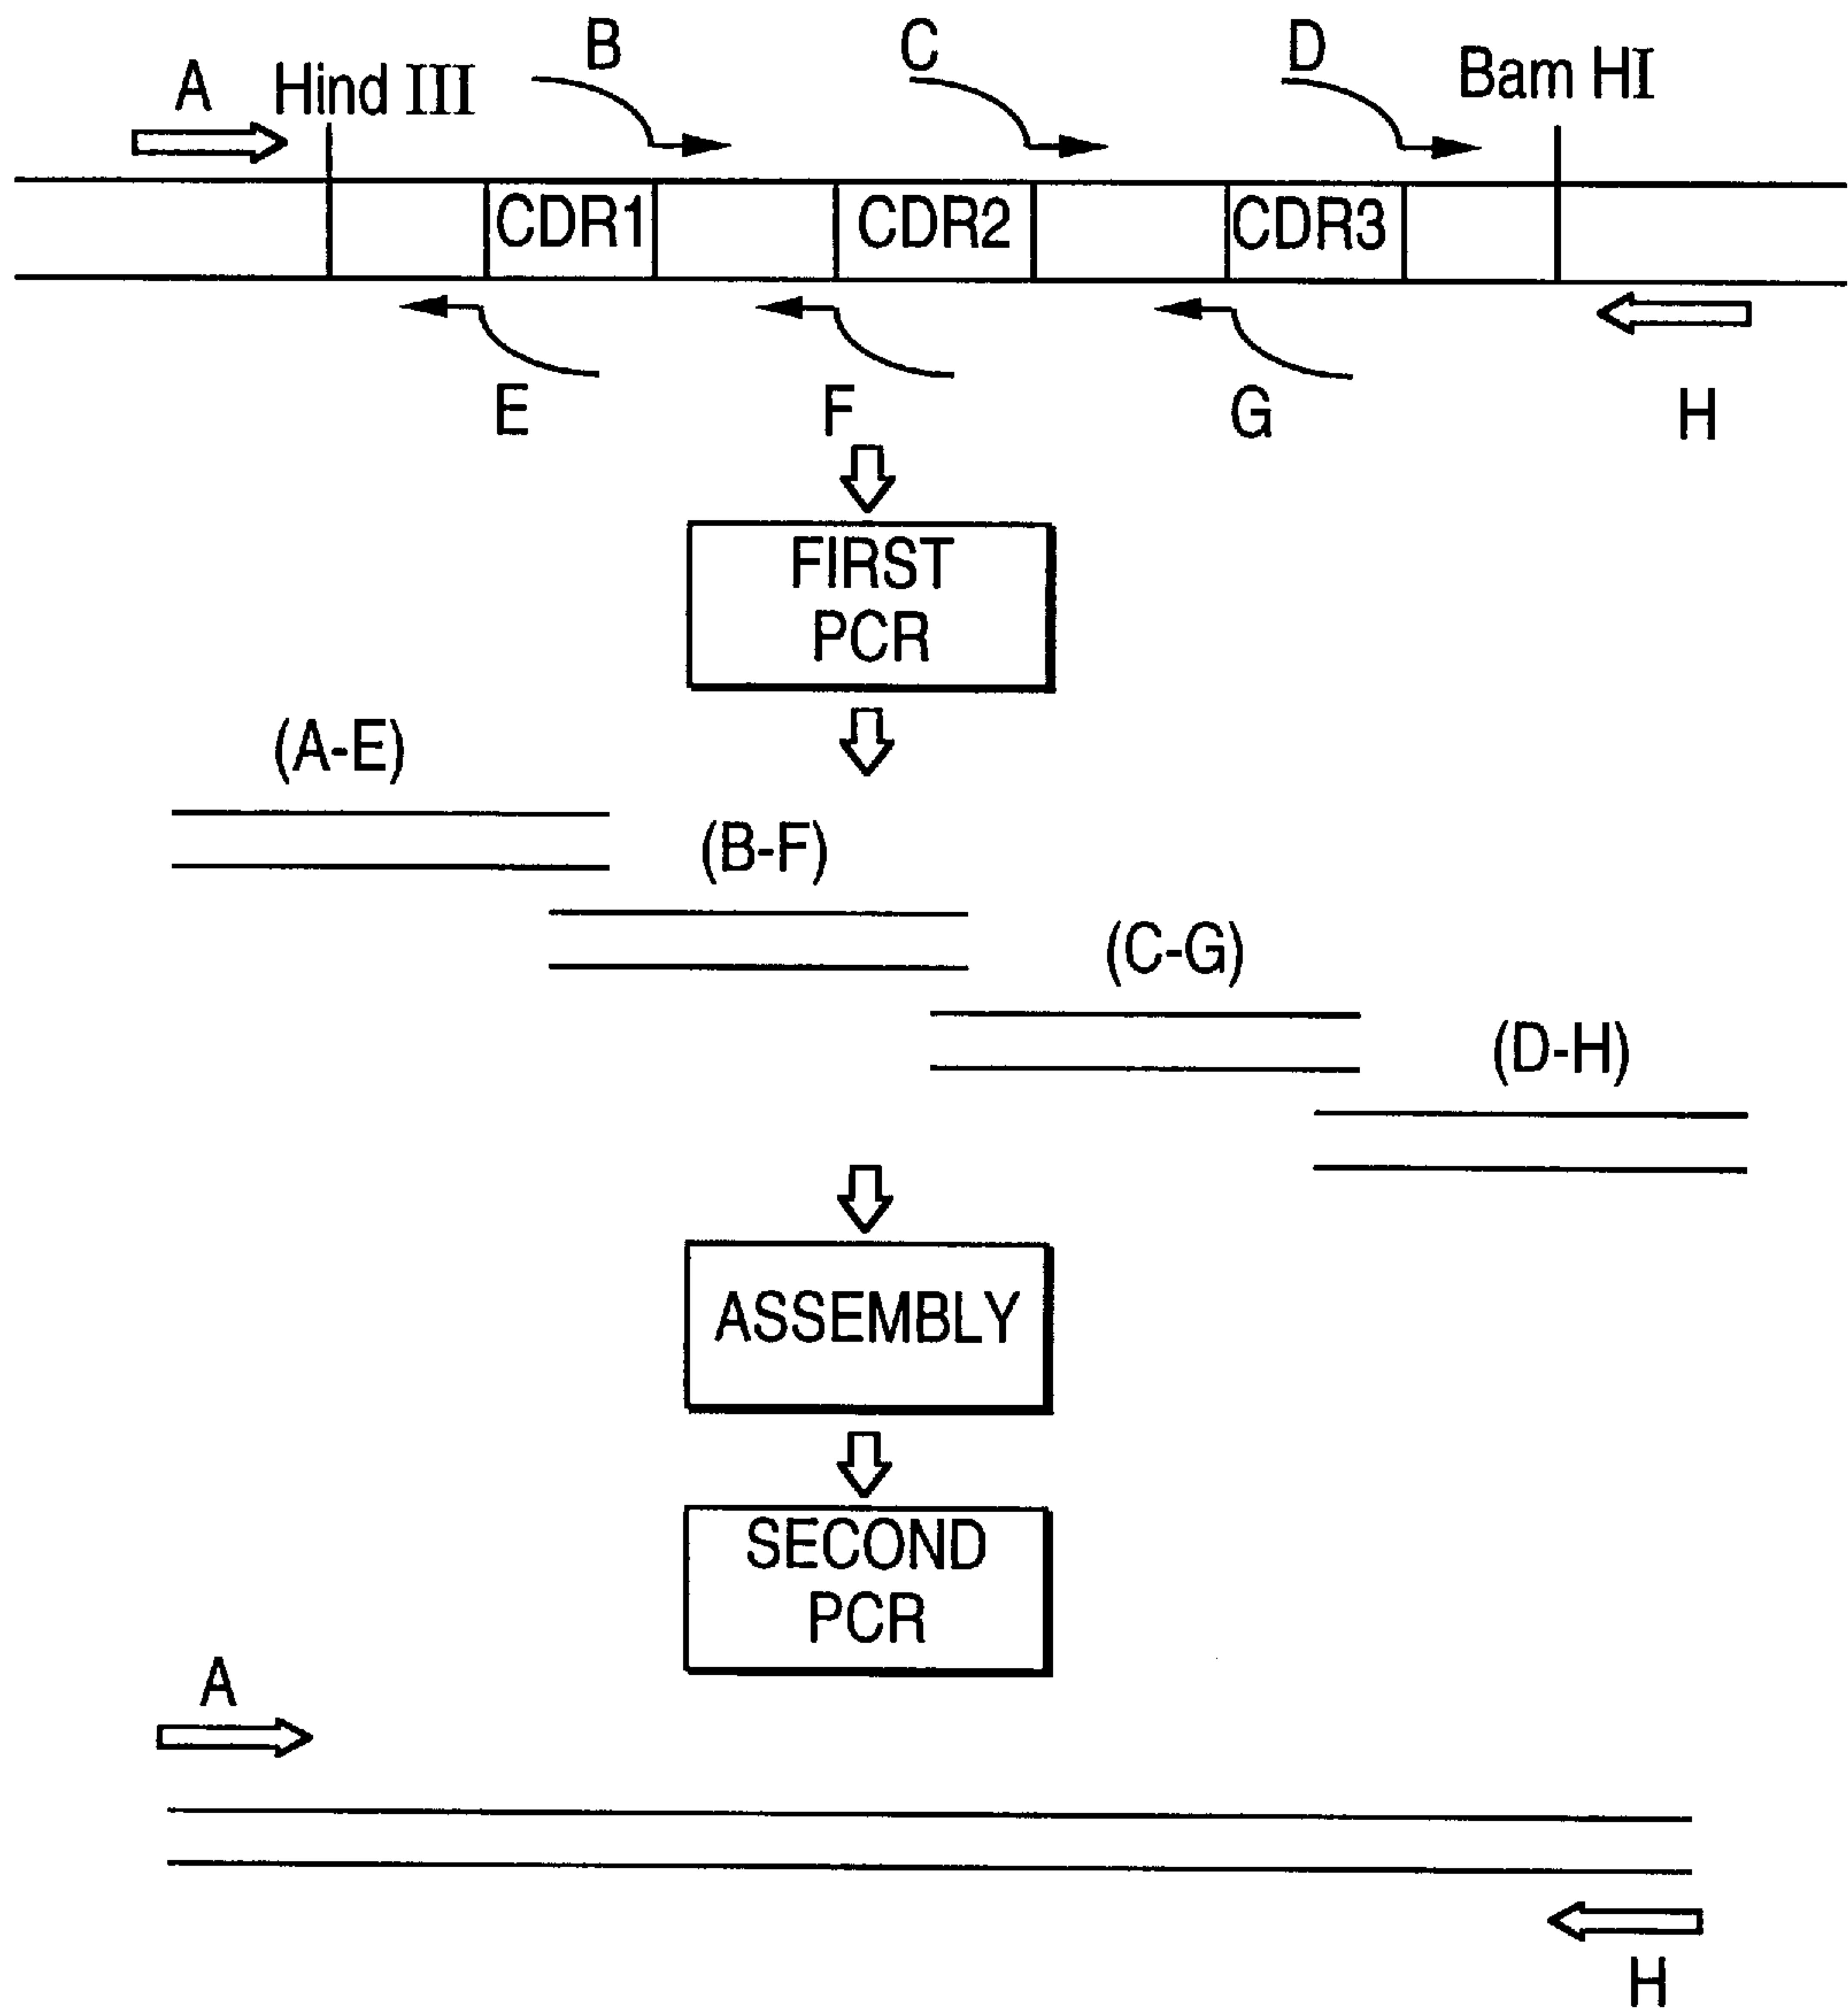 A
Hind III
B
C
D
Bam HI
CDR1
CDR2
CDR3
E
F
G
H
FIRST
PCR
(A-E)
(B-F)
(C-G)
(D-H)
ASSEMBLY
SECOND
PCR
A
H